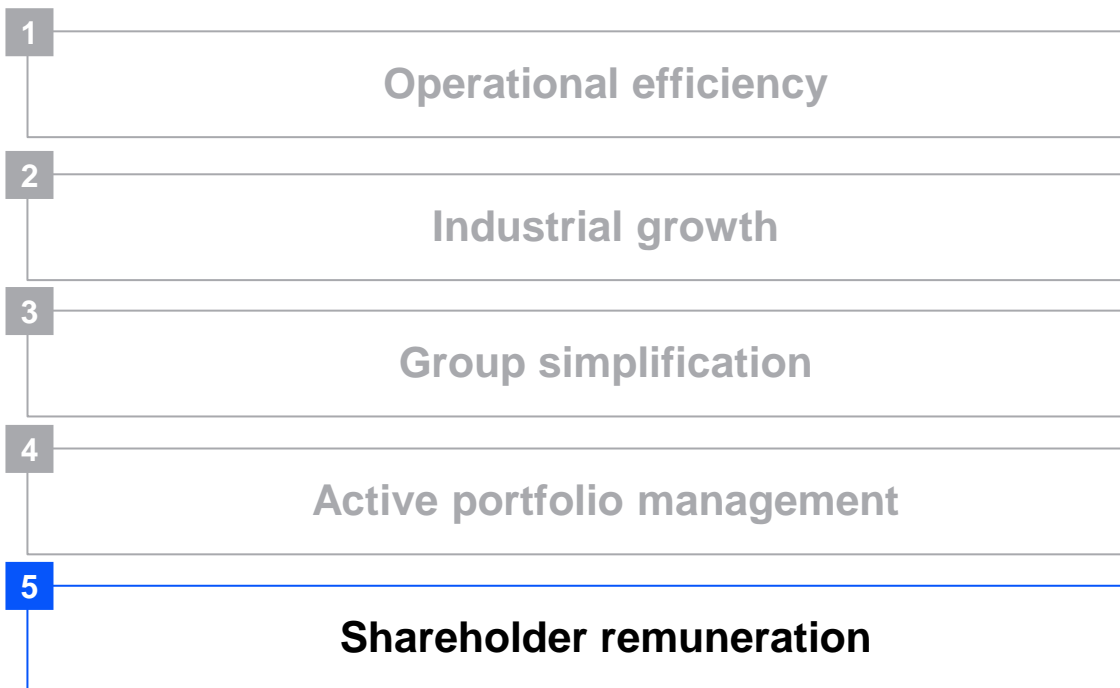 1
Operational efficiency
2
Industrial growth
3
Group simplification
4
Active portfolio management
5
Shareholder remuneration